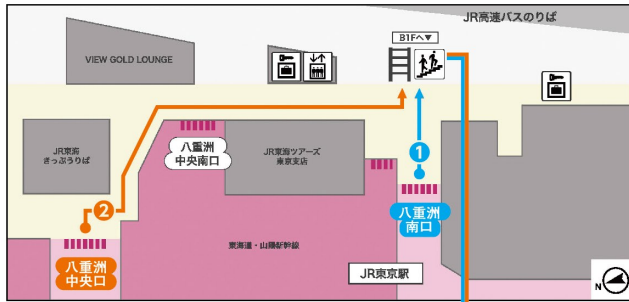 JR高速バスのりば
B1Fへ▼
VIEW GOLD LOUNGE
JR東海
きっぷうりば
八重洲
中央南口
JR東海ツアーズ
東京支店
1
2
八重洲
南口
八重洲
中央口
東海道・山陽新幹線
JR東京駅
N